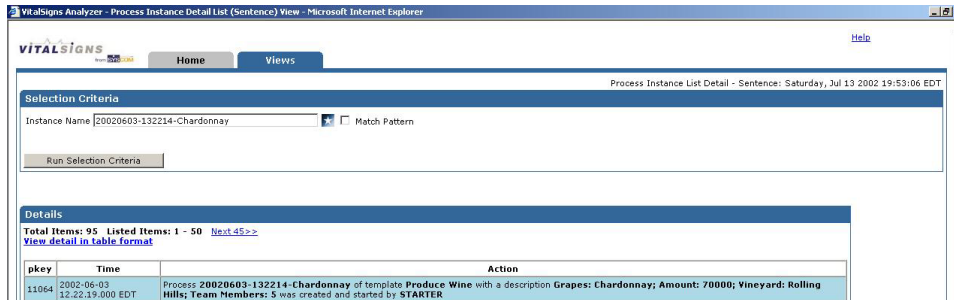 VitalSigns Analyzer - Process Instance Detail List (Sentence) View - Microsoft Internet Explorer
Help
VITALSIGNS
from
Home Views
Process Instance List Detail - Sentence: Saturday, Jul 13 2002 19:53:06 EDT
Selection Criteria
Instance Name 20020603-132214-Chardonnay Match Pattern
Run Selection Criteria
Details
Total Items: 95 Listed Items: 1 - 50 Next 45>>
View detail in table format
pkey Time Action
11064 2002-06-03 12.22.19.000 EDT Process 20020603-132214-Chardonnay of template Produce Wine with a description Grapes: Chardonnay; Amount: 70000; Vineyard: Rolling
Hills; Team Members: 5 was created and started by STARTER